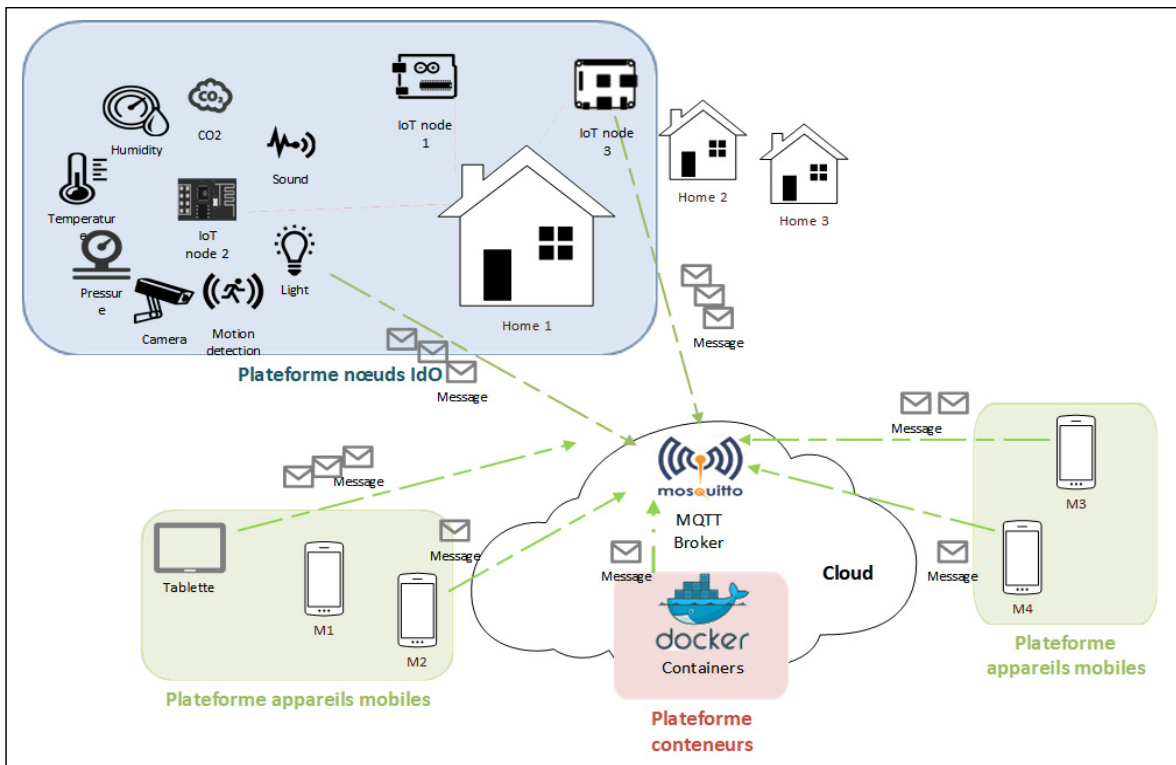 IoT node
1
IoT node
3
CO2
CO2
Humidity
Sound
Temperatur
e
IoT
node 2
Pressur
e
Light
Camera
Motion
detection
Home 1
Home 2
Home 3
Plateforme nœuds IdO
Message
Message
Message
Message
Message
Message
Message
mosquitto
MQTT
Broker
Cloud
docker
Containers
Tablette
M1
M2
M3
M4
Plateforme appareils mobiles
Plateforme
conteneurs
Plateforme
appareils mobiles